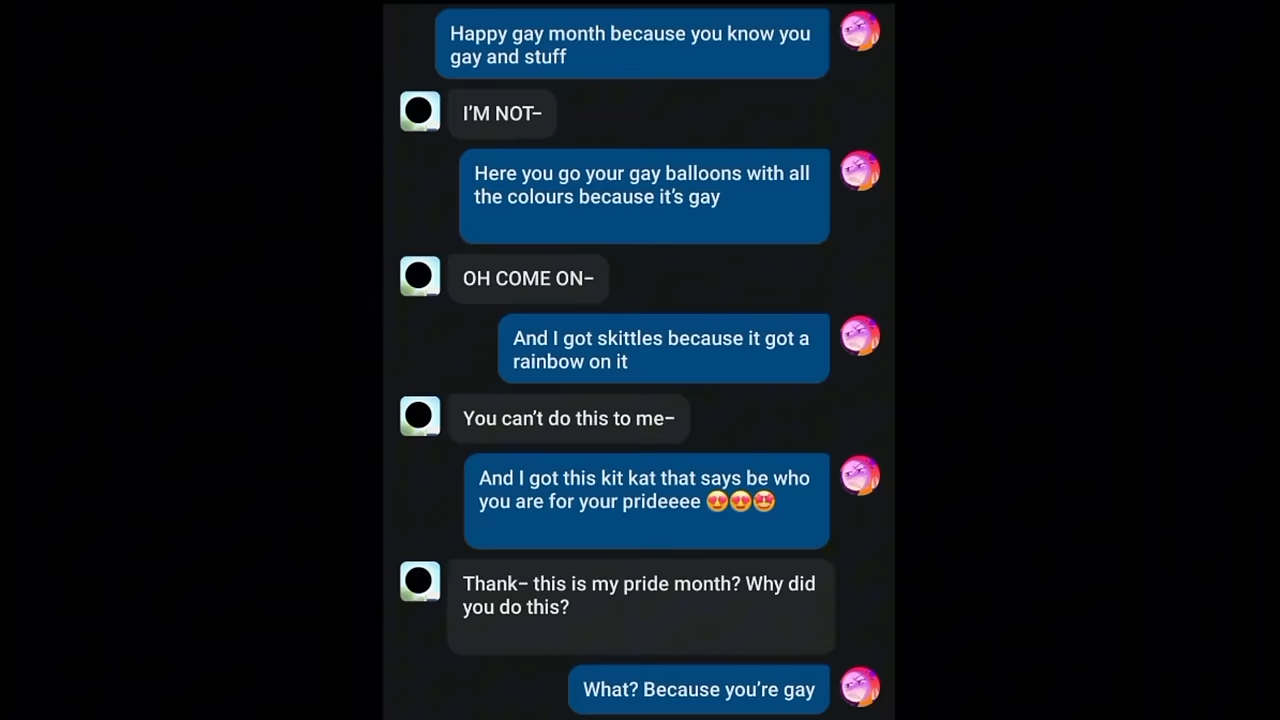 Happy gay month because you know you
gay and stuff
I'M NOT–
Here you go your gay balloons with all
the colours because it's gay
OH COME ON–
And I got skittles because it got a
rainbow on it
You can't do this to me–
And I got this kit kat that says be who
you are for your prideeee 😍😍🤩
Thank– this is my pride month? Why did
you do this?
What? Because you're gay